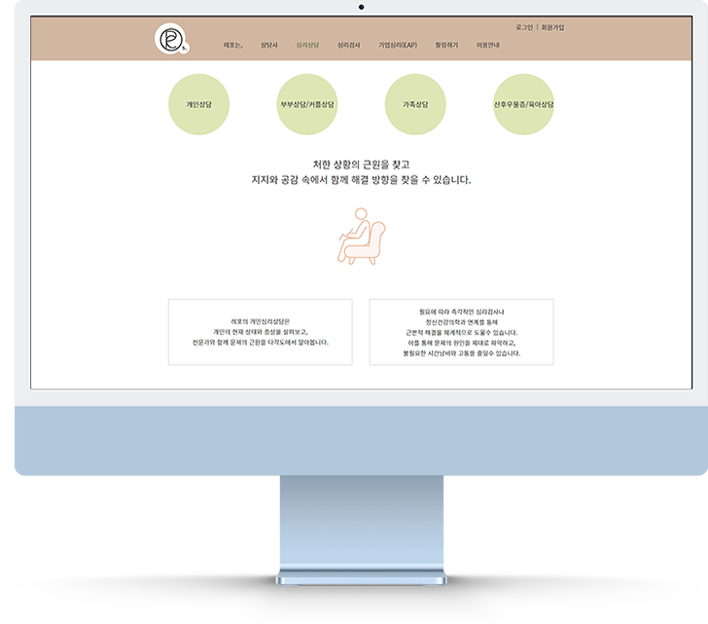 로그인 | 회원가입
레포는, 상담사 심리상담 심리검사 기업심리(EAP) 힐링하기 이용안내
개인상담 부부상담/커플상담 가족상담 산후우울증/육아상담
처한 상황의 근원을 찾고
지지와 공감 속에서 함께 해결 방향을 찾을 수 있습니다.
레포의 개인심리상담은
개인의 현재 상태와 증상을 살펴보고,
전문가와 함께 문제의 근원을 다각도에서 알아봅니다.
필요에 따라 즉각적인 심리검사나
정신건강의학과 연계를 통해
근본적 해결을 체계적으로 도울수 있습니다.
이를 통해 문제의 원인을 제대로 파악하고,
불필요한 시간낭비와 고통을 줄일수 있습니다.